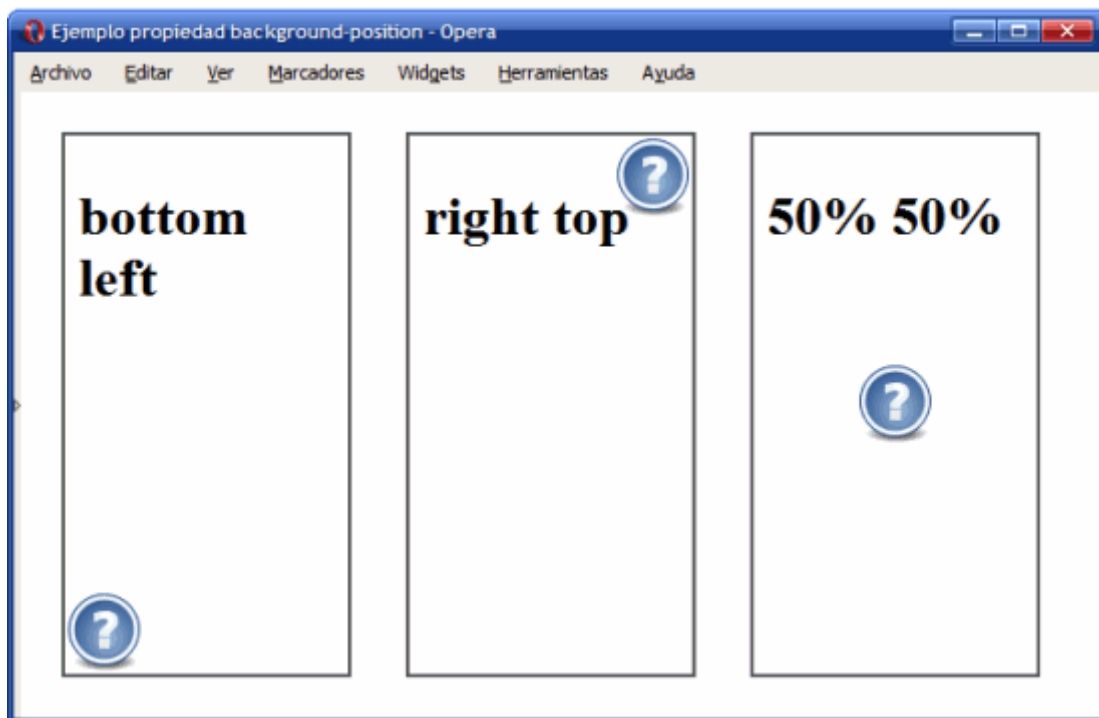 Ejemplo propiedad background-position - Opera
Archivo Editar Ver Marcadores Widgets Herramientas Ayuda
bottom
left
?
right top
?
50% 50%
?